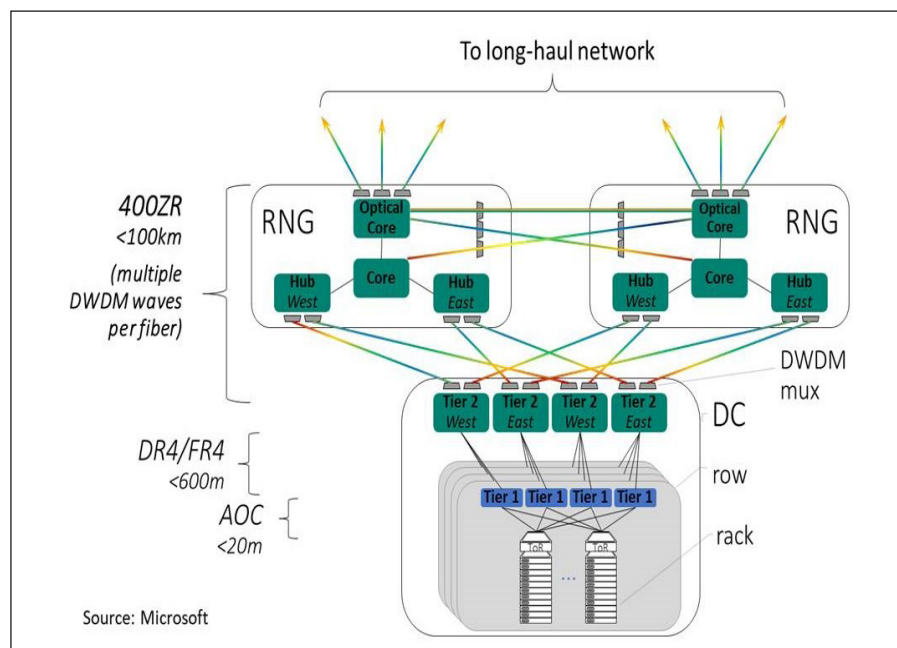 To long-haul network
400ZR
<100km
(multiple
DWDM waves
per fiber)
RNG
Optical
Core
Optical
Core
RNG
Core
Core
Hub
West
Hub
East
Hub
West
Hub
East
DWDM
mux
Tier 2
West
Tier 2
East
Tier 2
West
Tier 2
East
DC
DR4/FR4
<600m
row
Tier 1
Tier 1
Tier 1
Tier 1
AOC
<20m
rack
ToR
ToR
...
Source: Microsoft